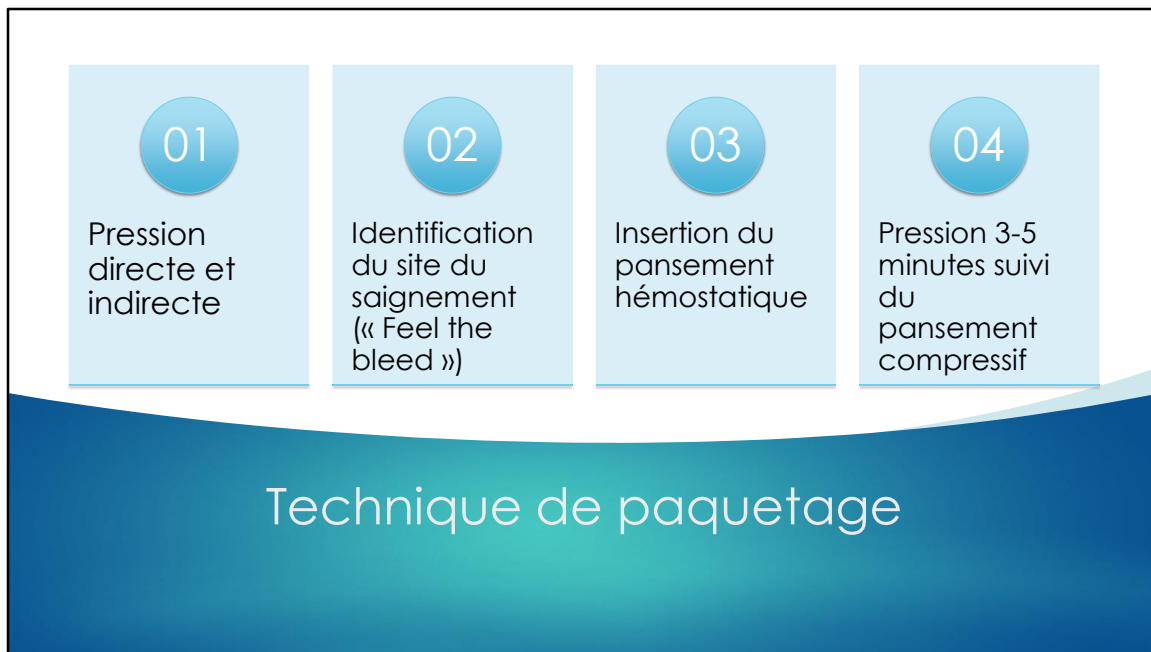 01
Pression
directe et
indirecte
02
Identification
du site du
saignement
(« Feel the
bleed »)
03
Insertion du
pansement
hémostatique
04
Pression 3-5
minutes suivi
du
pansement
compressif
Technique de paquetage